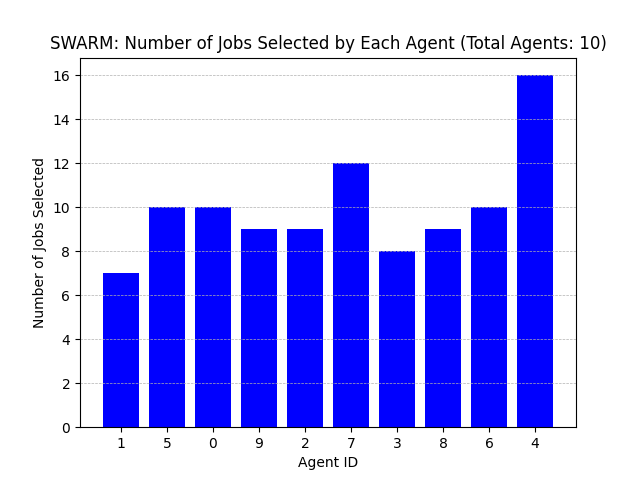 SWARM: Number of Jobs Selected by Each Agent (Total Agents: 10)
16
14
12
10
8
6
4
2
0
Number of Jobs Selected
1 5 0 9 2 7 3 8 6 4
Agent ID